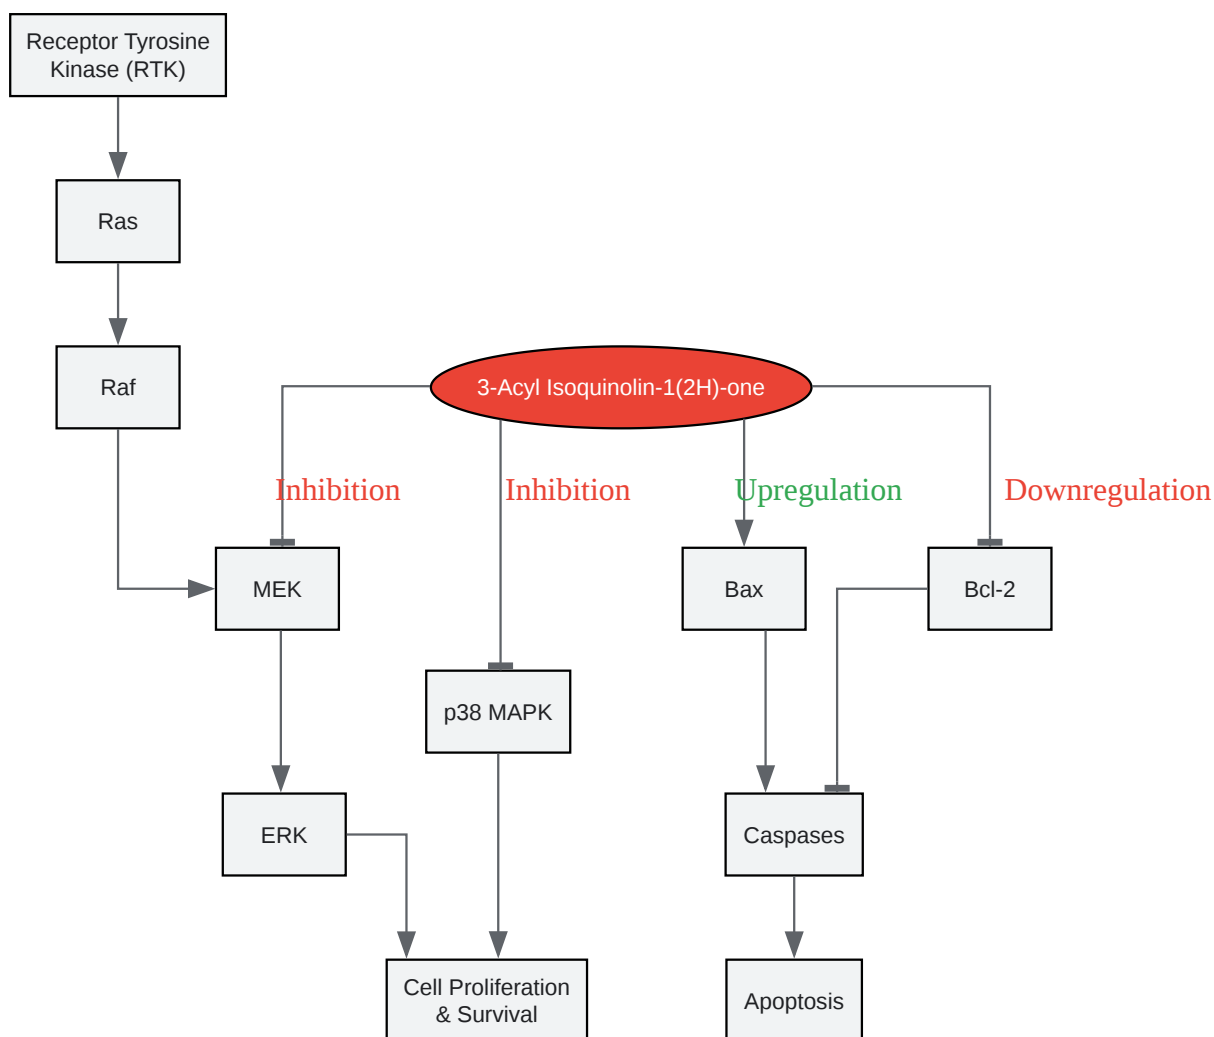 Receptor Tyrosine
Kinase (RTK)
Ras
Raf
3-Acyl Isoquinolin-1(2H)-one
Inhibition
Inhibition
Upregulation
Downregulation
MEK
Bax
Bcl-2
p38 MAPK
ERK
Caspases
Cell Proliferation
& Survival
Apoptosis